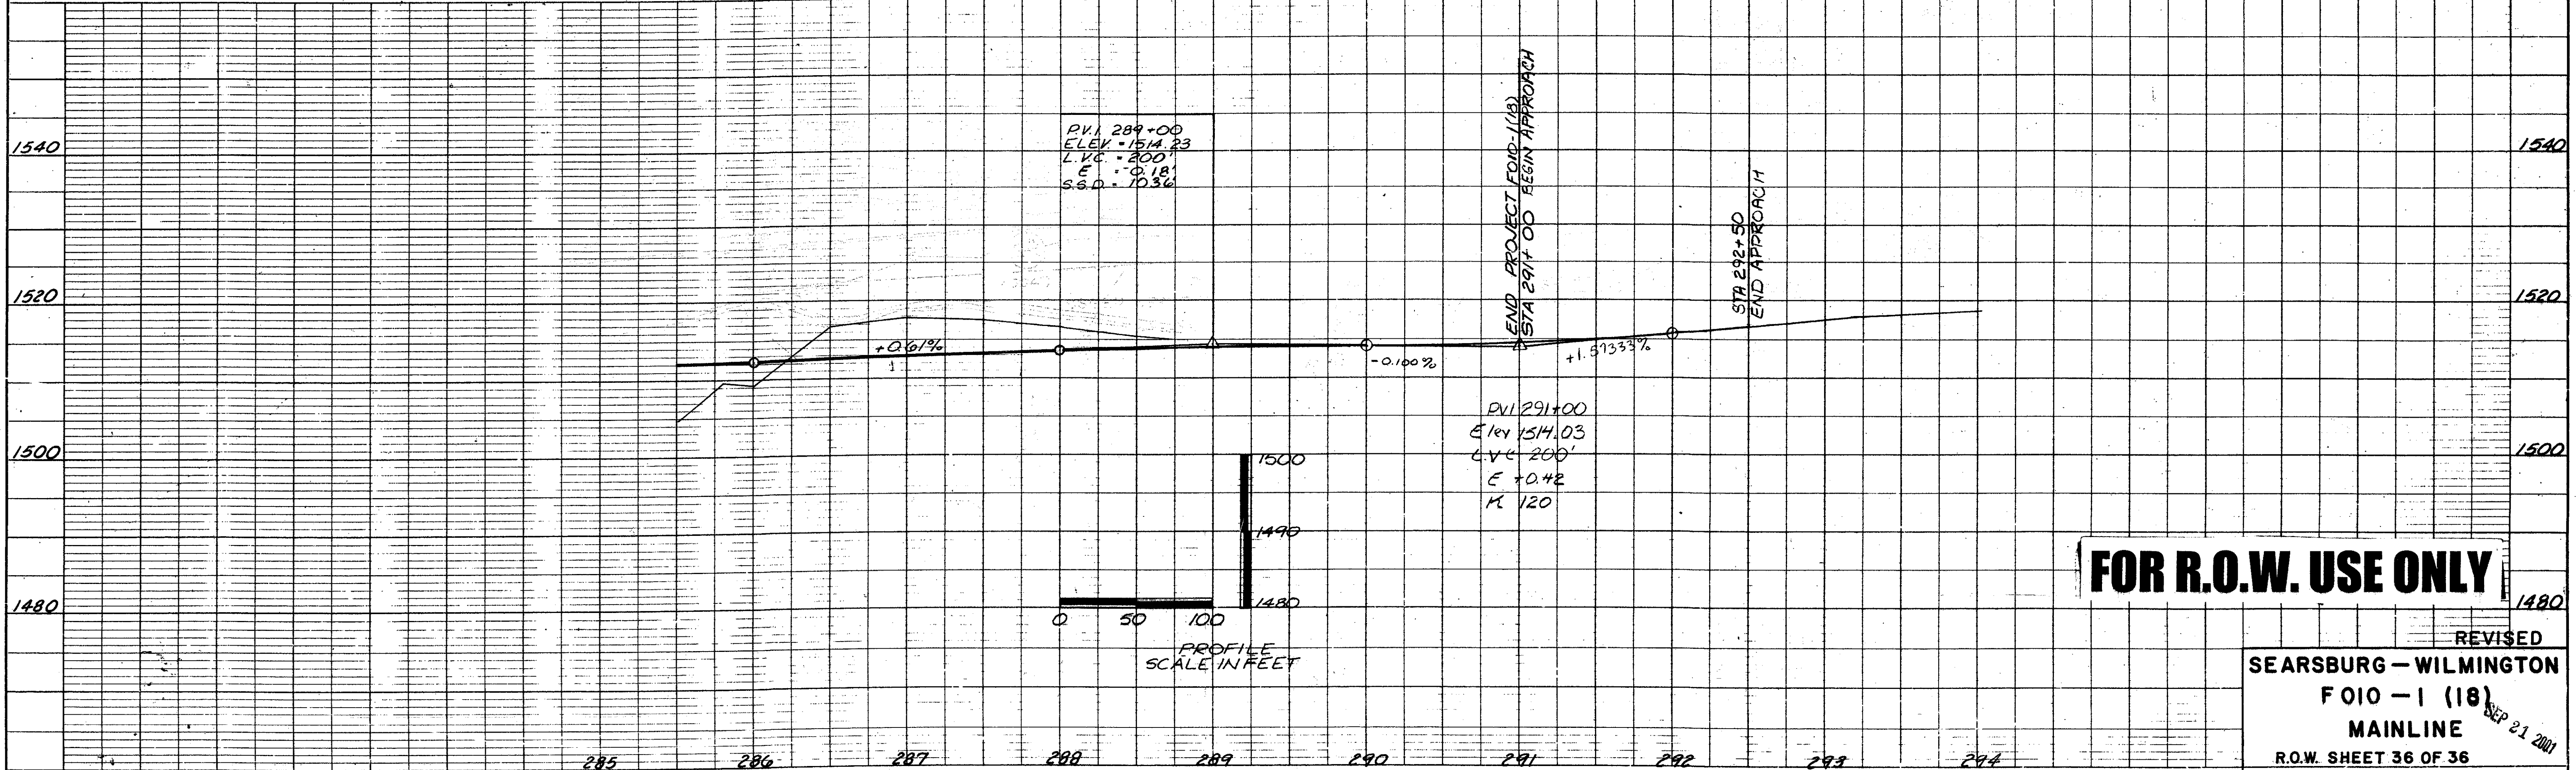 P.V.I. 289+00
ELEV. = 1514.23
L.V.C. = 200'
E = -0.18'
S.S.D. = 1036'
END PROJECT F010-1(18)
STA 291+00 BEGIN APPROACH
STA 292+50
END APPROACH
1540
1540
1520
1520
+0.61%
-0.100%
+1.57333%
PVI 291+00
Elev 1514.03
L.V.C 200'
E +0.42
K 120
1500
1500
1500
1490
1480
1480
1480
0 50 100
PROFILE
SCALE IN FEET
FOR R.O.W. USE ONLY
REVISED
SEARSBURG — WILMINGTON
F 010 — 1 (18)
MAINLINE
SEP 21 2001
R.O.W. SHEET 36 OF 36
285 286 287 288 289 290 291 292 293 294